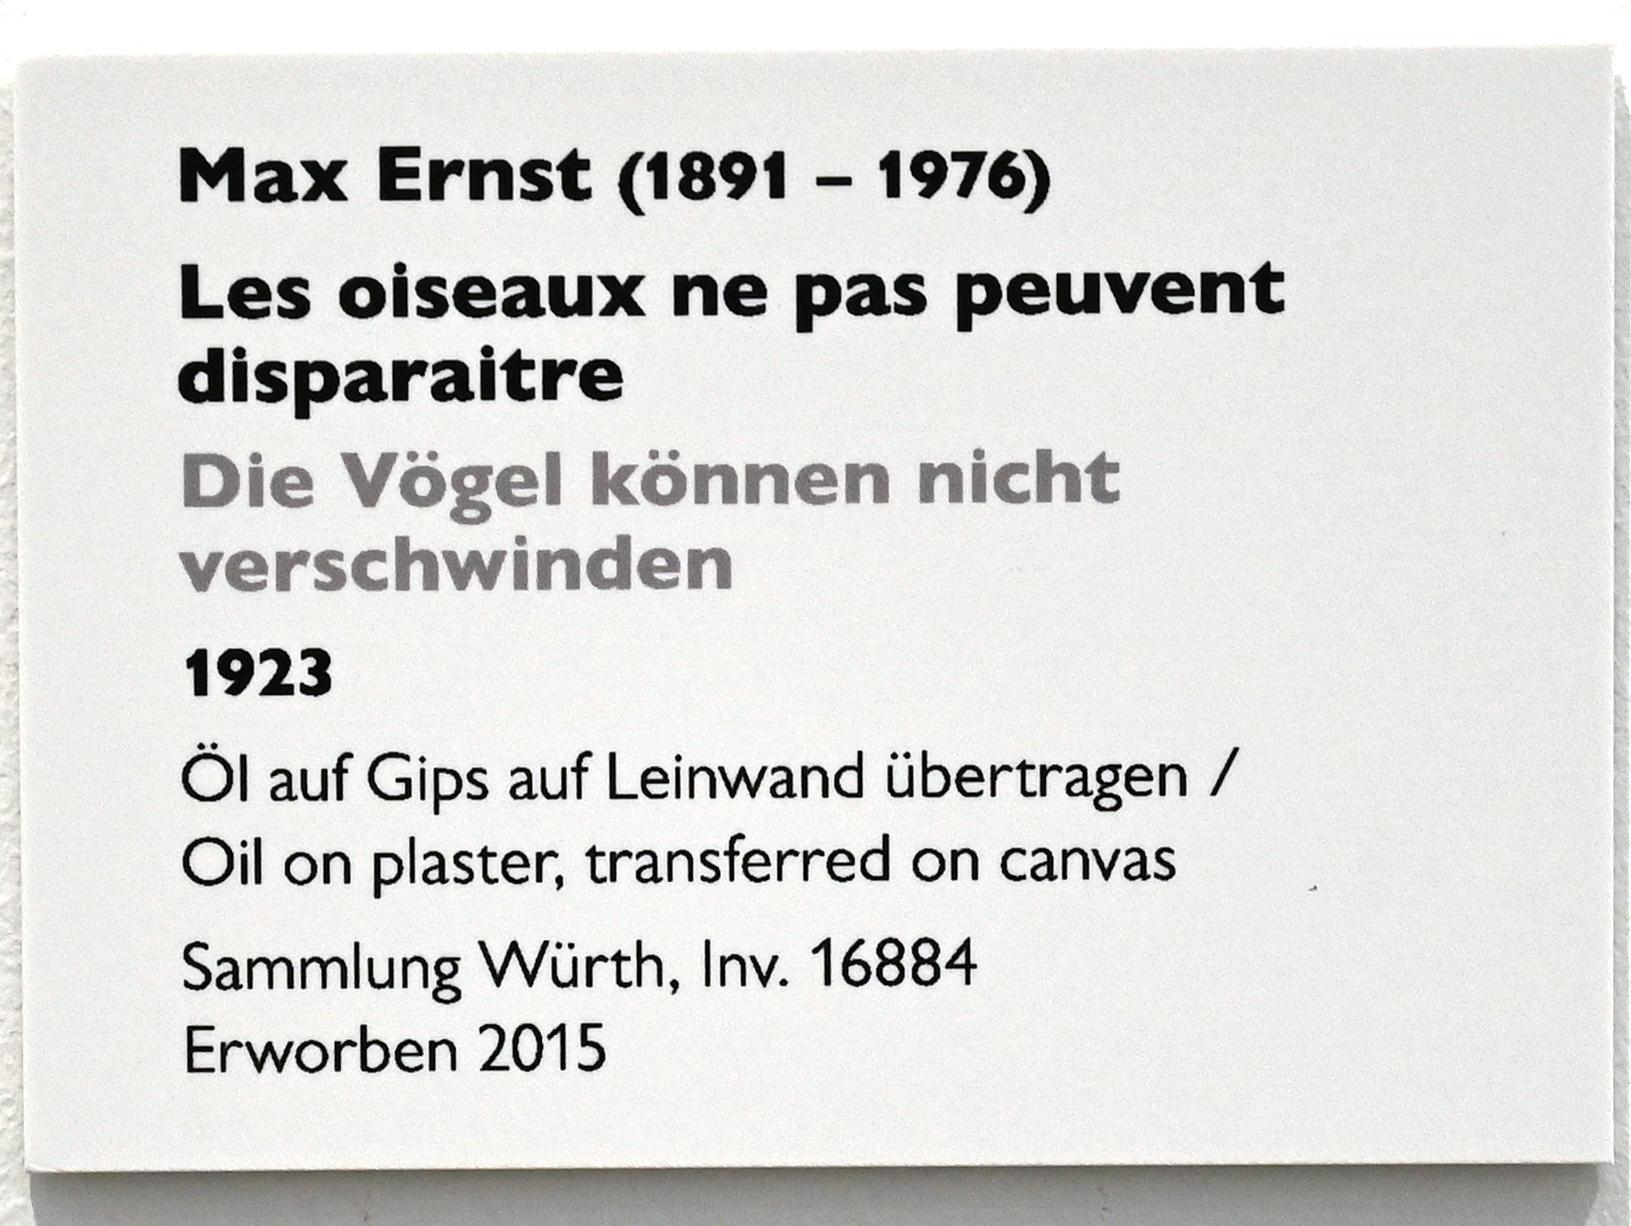 Max Ernst (1891 – 1976)
Les oiseaux ne pas peuvent
disparaitre
Die Vögel können nicht
verschwinden
1923
Öl auf Gips auf Leinwand übertragen /
Oil on plaster, transferred on canvas
Sammlung Würth, Inv. 16884
Erworben 2015